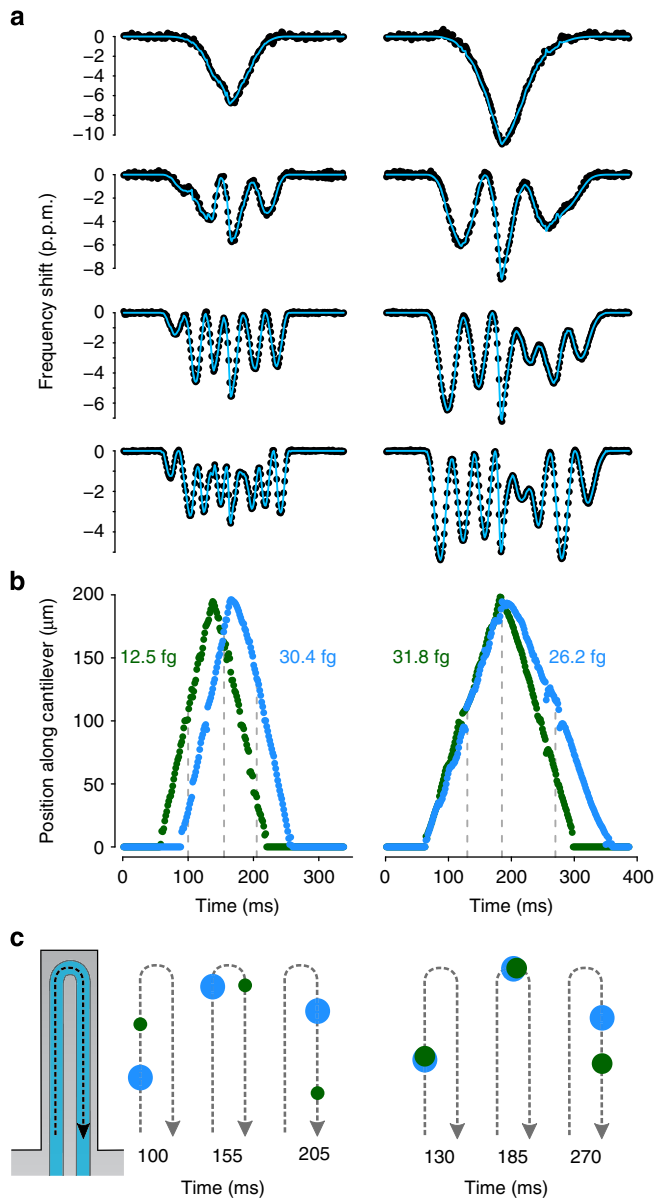 a
Frequency shift (p.p.m.)
0
−2
−4
−6
−8
−10
0
−2
−4
−6
−8
0
−2
−4
−6
0
−2
−4
b
Position along cantilever (μm)
200
150
100
50
0
12.5 fg
30.4 fg
31.8 fg
26.2 fg
0 100 200 300
0 100 200 300 400
Time (ms)
Time (ms)
c
100 155 205
130 185 270
Time (ms)
Time (ms)